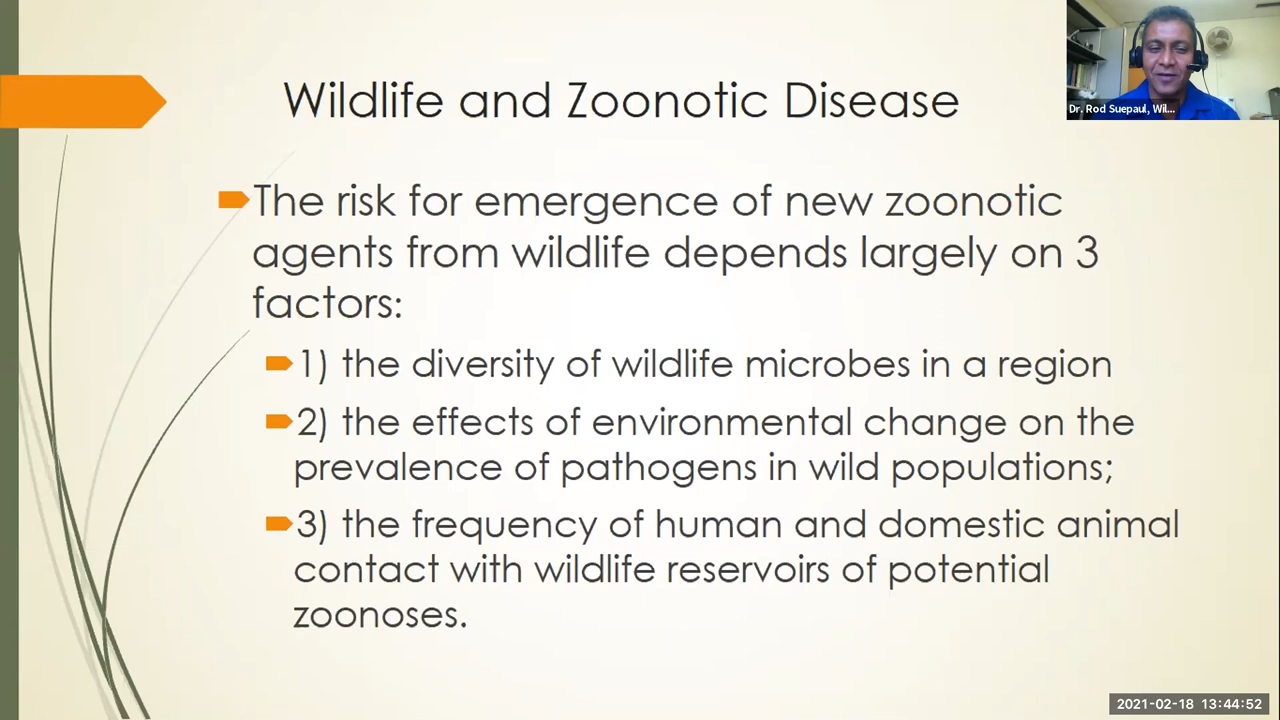 Wildlife and Zoonotic Disease
Dr. Rod Suepaul, Wil...
The risk for emergence of new zoonotic
agents from wildlife depends largely on 3
factors:
1) the diversity of wildlife microbes in a region
2) the effects of environmental change on the
prevalence of pathogens in wild populations;
3) the frequency of human and domestic animal
contact with wildlife reservoirs of potential
zoonoses.
2021-02-18 13:44:52